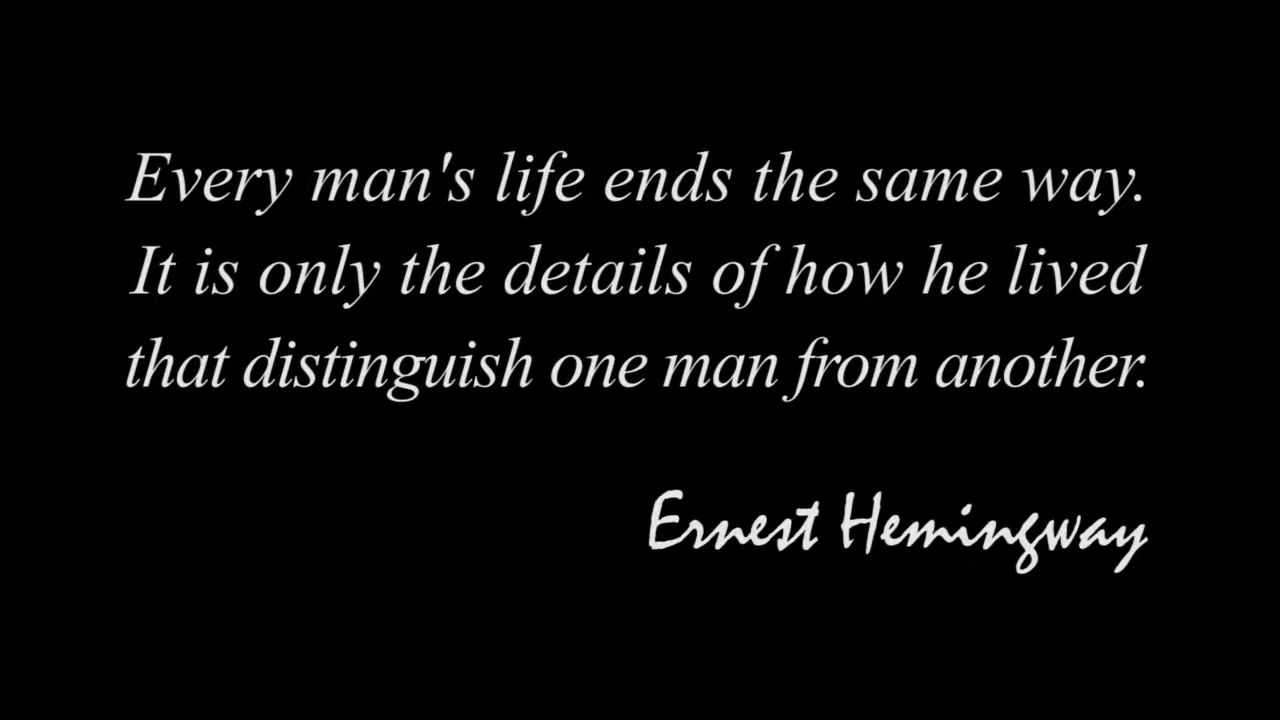 Every man's life ends the same way.
It is only the details of how he lived
that distinguish one man from another.
Ernest Hemingway